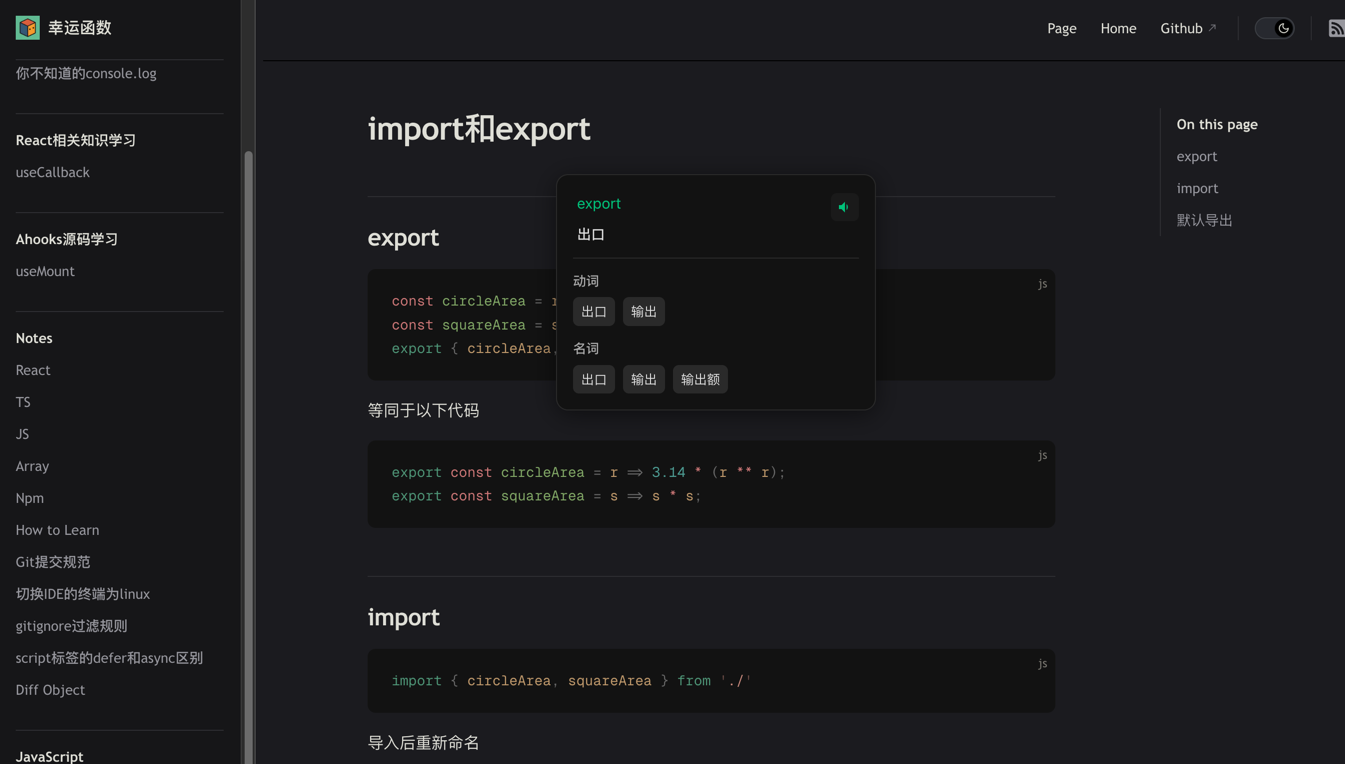 幸运函数
Page
Home
Github
你不知道的console.log
React相关知识学习
useCallback
Ahooks源码学习
useMount
Notes
React
TS
JS
Array
Npm
How to Learn
Git提交规范
切换IDE的终端为linux
gitignore过滤规则
script标签的defer和async区别
Diff Object
JavaScript
import和export
export
js
const circleArea =
const squareArea =
export { circleArea,
export
出口
动词
出口
输出
名词
出口
输出
输出额
等同于以下代码
js
export const circleArea = r => 3.14 * (r ** r);
export const squareArea = s => s * s;
import
js
import { circleArea, squareArea } from './'
导入后重新命名
On this page
export
import
默认导出